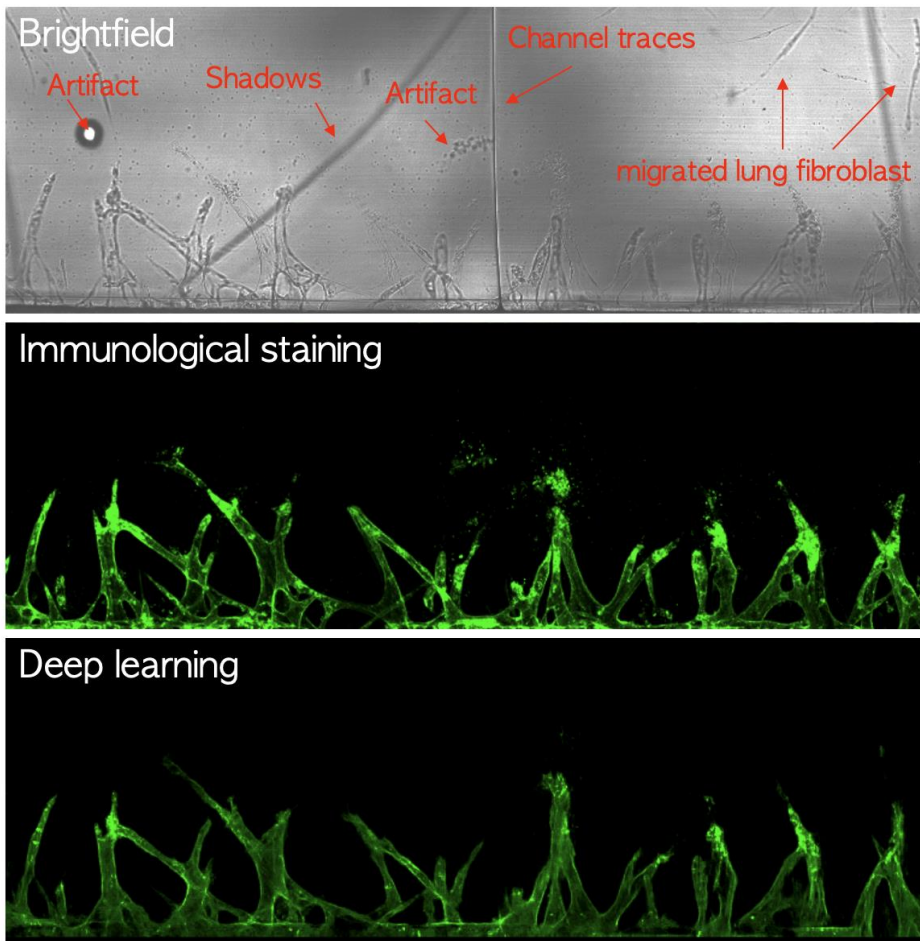 Brightfield
Channel traces
Artifact
Shadows
Artifact
migrated lung fibroblast
Immunological staining
Deep learning